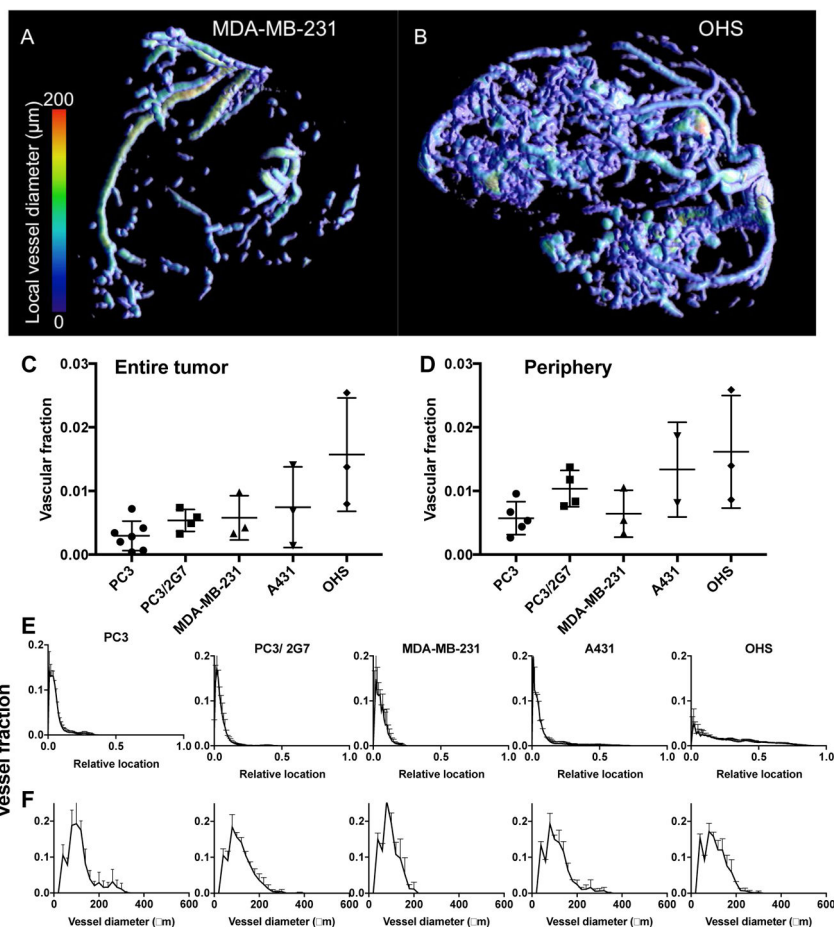 A MDA-MB-231
B OHS
Local vessel diameter (µm)
200
0
C Entire tumor
Vascular fraction
0.03
0.02
0.01
0.00
PC3
PC3/2G7
MDA-MB-231
A431
OHS
D Periphery
Vascular fraction
0.03
0.02
0.01
0.00
PC3
PC3/2G7
MDA-MB-231
A431
OHS
Vessel fraction
E
PC3
0.2
0.1
0.0
0.0 0.5 1.0
Relative location
PC3/ 2G7
0.2
0.1
0.0
0.0 0.5 1.0
Relative location
MDA-MB-231
0.2
0.1
0.0
0.0 0.5 1.0
Relative location
A431
0.2
0.1
0.0
0.0 0.5 1.0
Relative location
OHS
0.2
0.1
0.0
0.0 0.5 1.0
Relative location
F
0.2
0.1
0.0
0 200 400 600
Vessel diameter (□m)
0.2
0.1
0.0
0 200 400 600
Vessel diameter (□m)
0.2
0.1
0.0
0 200 400 600
Vessel diameter (□m)
0.2
0.1
0.0
0 200 400 600
Vessel diameter (□m)
0.2
0.1
0.0
0 200 400 600
Vessel diameter (□m)